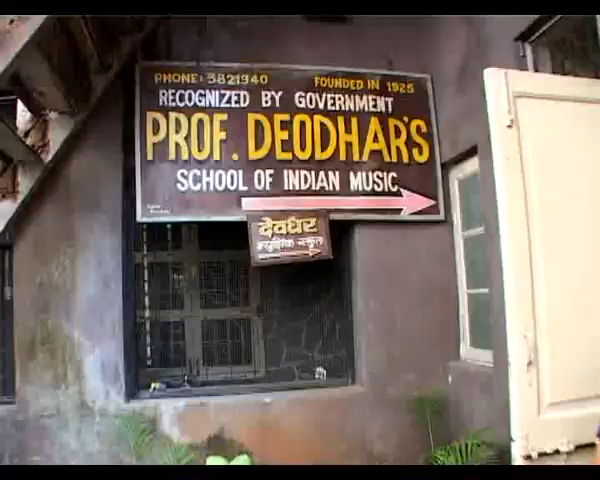 PHONE: 3821940 FOUNDED IN 1925
RECOGNIZED BY GOVERNMENT
PROF. DEODHAR'S
SCHOOL OF INDIAN MUSIC
देवधर
म्युझिक स्कूल